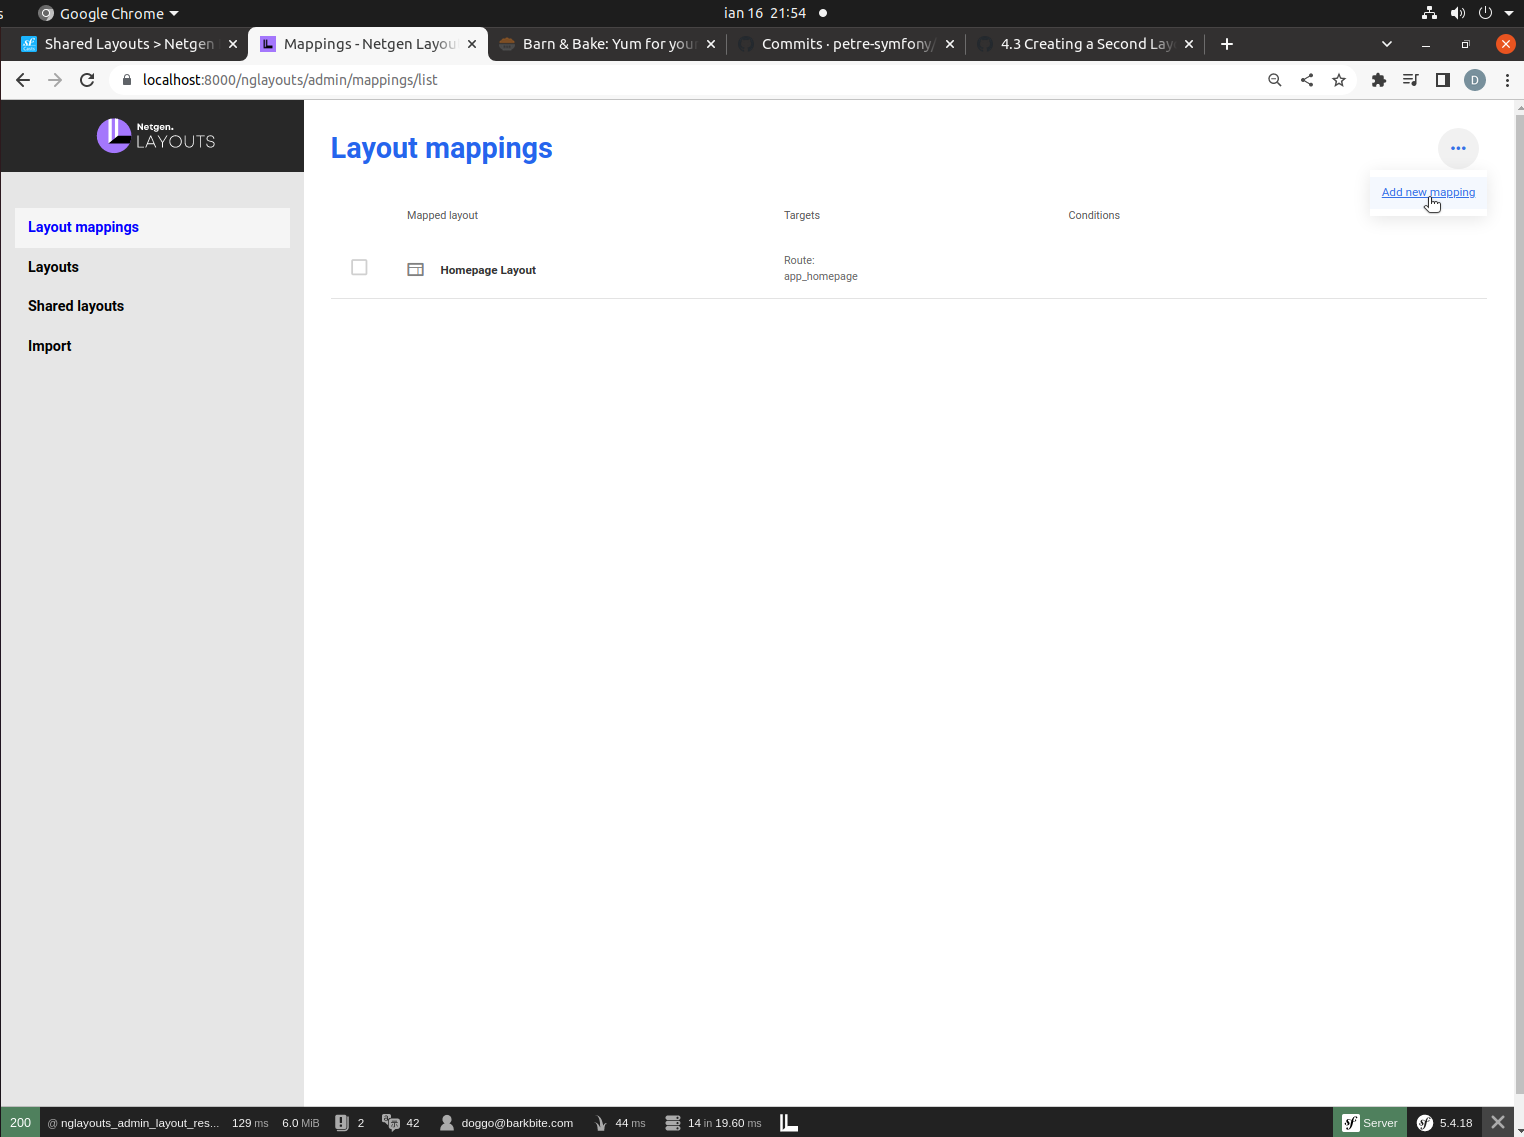 Google Chrome
ian 16 21:54
Shared Layouts > Netgen
Mappings - Netgen Layou
Barn & Bake: Yum for you
Commits · petre-symfony/
4.3 Creating a Second Lay
localhost:8000/nglayouts/admin/mappings/list
D
Netgen.
LAYOUTS
Layout mappings
Layouts
Shared layouts
Import
Layout mappings
Add new mapping
Mapped layout
Targets
Conditions
Homepage Layout
Route:
app_homepage
200
@ nglayouts_admin_layout_res...
129 ms
6.0 MiB
2
42
doggo@barkbite.com
44 ms
14 in 19.60 ms
Server
5.4.18